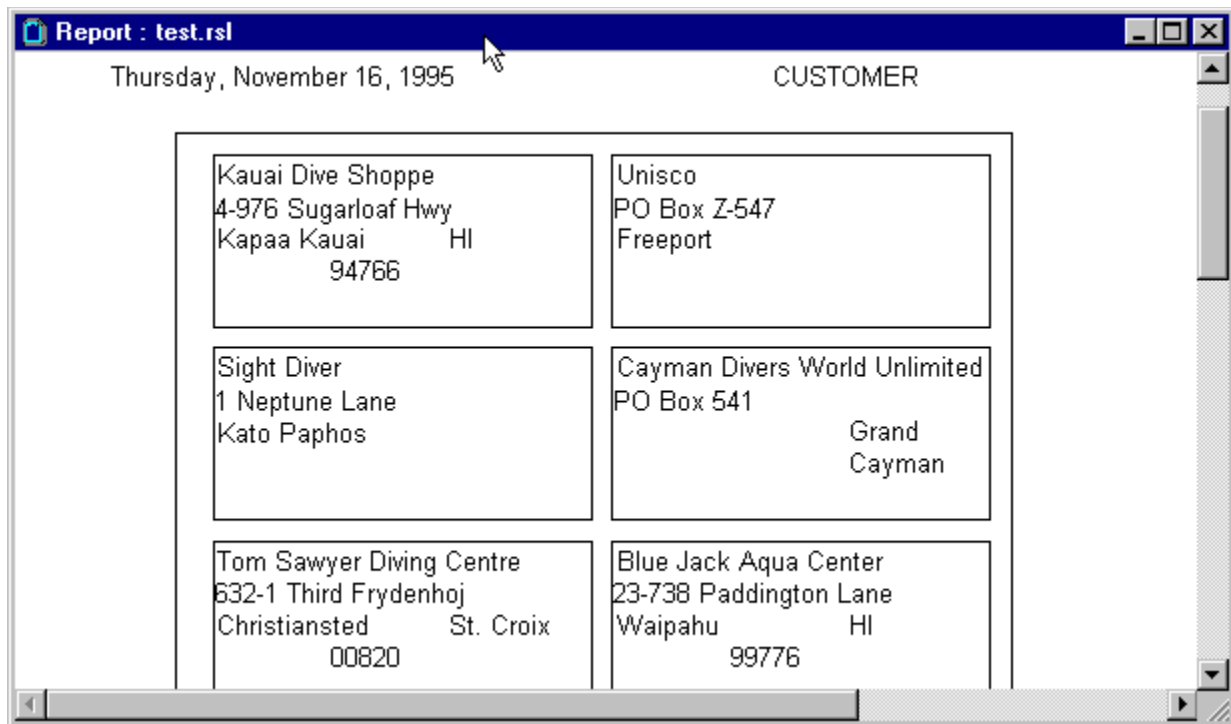 Report : test.rsl
Thursday, November 16, 1995 CUSTOMER
Kauai Dive Shoppe
4-976 Sugarloaf Hwy
Kapaa Kauai HI
94766
Unisco
PO Box Z-547
Freeport
Sight Diver
1 Neptune Lane
Kato Paphos
Cayman Divers World Unlimited
PO Box 541
Grand
Cayman
Tom Sawyer Diving Centre
632-1 Third Frydenhoj
Christiansted St. Croix
00820
Blue Jack Aqua Center
23-738 Paddington Lane
Waipahu HI
99776